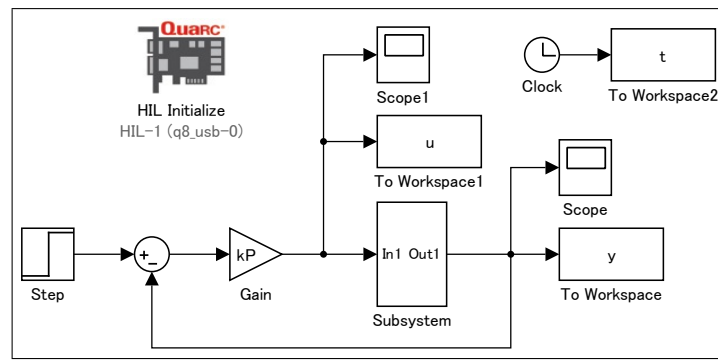 QUARC
HIL Initialize
HIL-1 (q8_usb-0)
Scope1
Clock
t
To Workspace2
u
To Workspace1
Scope
Step
+
−
kP
Gain
In1 Out1
Subsystem
y
To Workspace